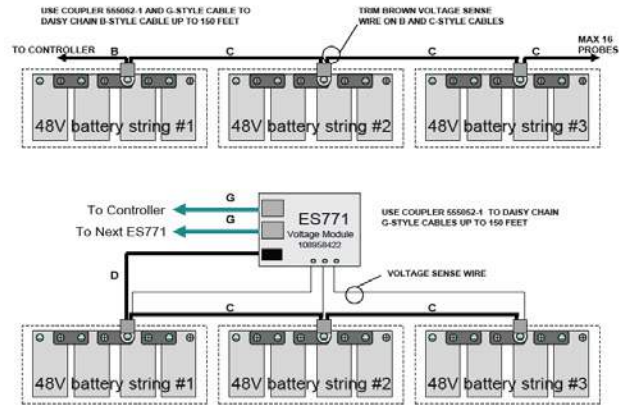 USE COUPLER 555052-1 AND G-STYLE CABLE TO
DAISY CHAIN B-STYLE CABLE UP TO 150 FEET
TRIM BROWN VOLTAGE SENSE
WIRE ON B AND C-STYLE CABLES
TO CONTROLLER
B
C
C
C
MAX 16
PROBES
48V battery string #1
48V battery string #2
48V battery string #3
To Controller
G
To Next ES771
G
ES771
Voltage Module
108958422
USE COUPLER 555052-1 TO DAISY CHAIN
G-STYLE CABLES UP TO 150 FEET
D
VOLTAGE SENSE WIRE
C
C
48V battery string #1
48V battery string #2
48V battery string #3